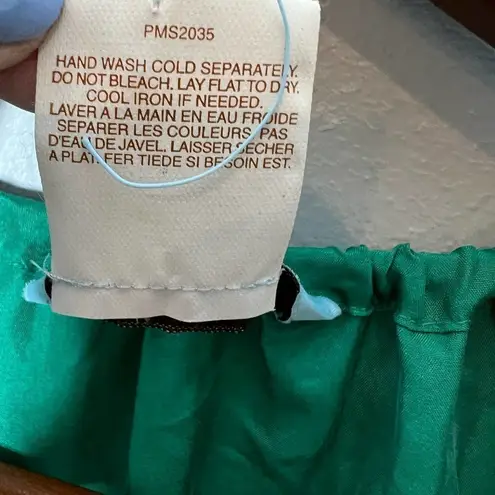 PMS2035
HAND WASH COLD SEPARATELY.
DO NOT BLEACH. LAY FLAT TO DRY.
COOL IRON IF NEEDED.
LAVER A LA MAIN EN EAU FROIDE
SEPARER LES COULEURS. PAS
D'EAU DE JAVEL. LAISSER SECHER
A PLAT. FER TIEDE SI BESOIN EST.